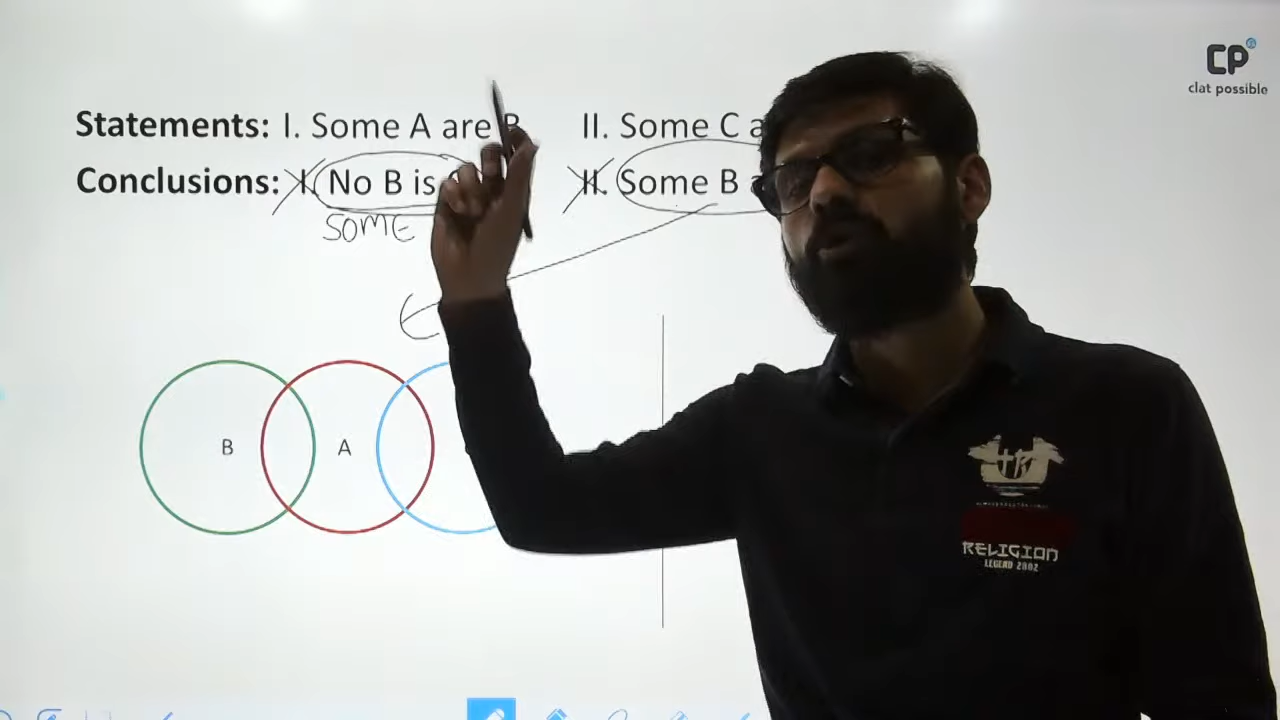 CP
clat possible
Statements: I. Some A are B II. Some C a
Conclusions: I. No B is II. Some B a
SOME
B A
RELIGION
LEGEND 2002